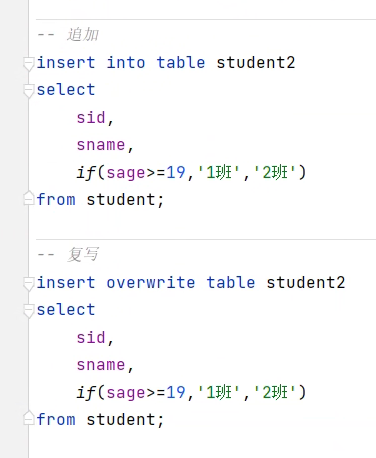 -- 追加
insert into table student2
select
    sid,
    sname,
    if(sage>=19,'1班','2班')
from student;
-- 复写
insert overwrite table student2
select
    sid,
    sname,
    if(sage>=19,'1班','2班')
from student;